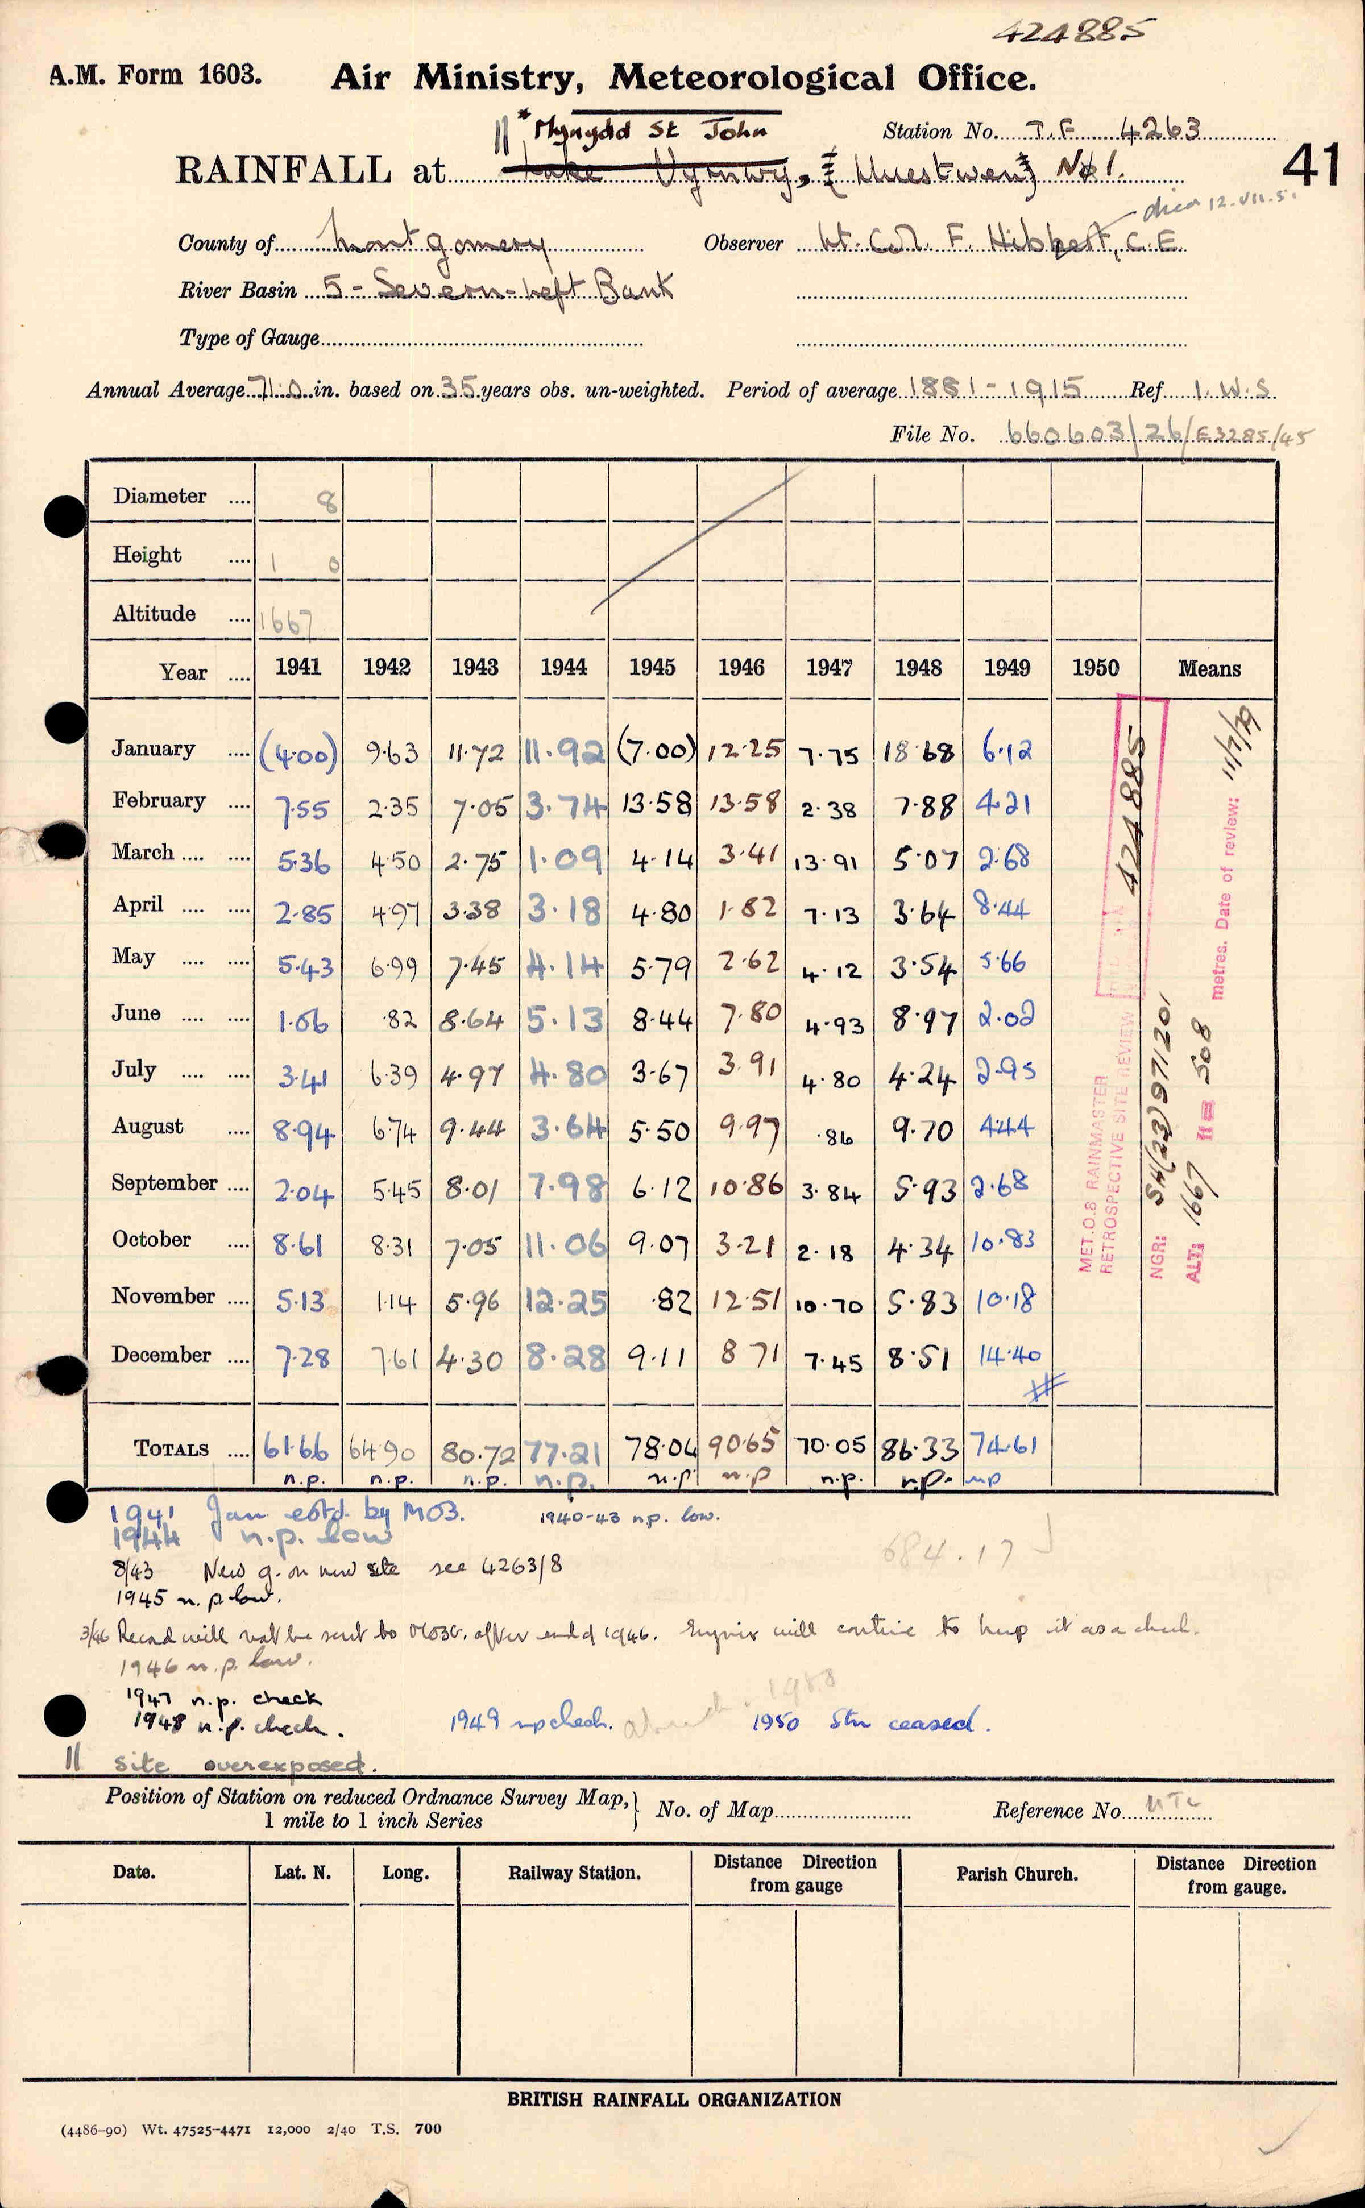 424885
A.M. Form 1603. Air Ministry, Meteorological Office.
|| * Mynydd St John Station No. T.F. 4263
RAINFALL at Lake Vyrnwy, No 1. 41
died 12.VII.5
County of Montgomery Observer Lt. Col. F. Hibbert, C.E.
River Basin 5 - Severn - Left Bank
Type of Gauge
Annual Average 71.0 in. based on 35 years obs. un-weighted. Period of average 1881-1915 Ref. I.W.S
File No. 660603/26/E3285/45
Diameter .... 8
Height .... 1 0
Altitude .... 1667
Year .... 1941 1942 1943 1944 1945 1946 1947 1948 1949 1950 Means
January .... (4.00) 9.63 11.72 11.92 (7.00) 12.25 7.75 18.68 6.12
February .... 7.55 2.35 7.05 3.74 13.58 13.58 2.38 7.88 4.21
March .... .... 5.36 4.50 2.75 1.09 4.14 3.41 13.91 5.07 2.68
April .... .... 2.85 4.97 3.38 3.18 4.80 1.82 7.13 3.64 8.44
May .... .... 5.43 6.99 7.45 4.14 5.79 2.62 4.12 3.54 5.66
June .... .... 1.06 .82 8.64 5.13 8.44 7.80 4.93 8.97 2.02
July .... .... 3.41 6.39 4.97 4.80 3.67 3.91 4.80 4.24 2.95
August .... 8.94 6.74 9.44 3.64 5.50 9.97 .86 9.70 4.44
September .... 2.04 5.45 8.01 7.98 6.12 10.86 3.84 5.93 2.68
October .... 8.61 8.31 7.05 11.06 9.07 3.21 2.18 4.34 10.83
November .... 5.13 1.14 5.96 12.25 .82 12.51 10.70 5.83 10.18
December .... 7.28 7.61 4.30 8.28 9.11 8.71 7.45 8.51 14.40
TOTALS .... 61.66 64.90 80.72 77.21 78.04 90.65 70.05 86.33 74.61
n.p. n.p. n.p. n.p. n.p. n.p n.p. n.p. np
MET.O.8 RAINMASTER
RETROSPECTIVE SITE REVIEW
424885
NGR: SH(23)971201
ALT: 1667 ft = 508 metres. Date of review: 11/7/79
1941 Jan estd. by MOB. 1940-43 n.p. low.
1944 n.p. low
8/43 New g. on new site see 4263/8 684.17
1945 n. p. low.
3/46 Record will not be sent to after end of 1946. will continue to keep it as a check.
1946 n.p. low.
1947 n.p. check
1948 n.p. check. 1949 np check. 1950 Stn ceased.
|| site overexposed.
Position of Station on reduced Ordnance Survey Map, 1 mile to 1 inch Series } No. of Map Reference No.
Date. Lat. N. Long. Railway Station. Distance Direction from gauge Parish Church. Distance Direction from gauge.
BRITISH RAINFALL ORGANIZATION
(4486-90) Wt. 47525-4471 12,000 2/40 T.S. 700